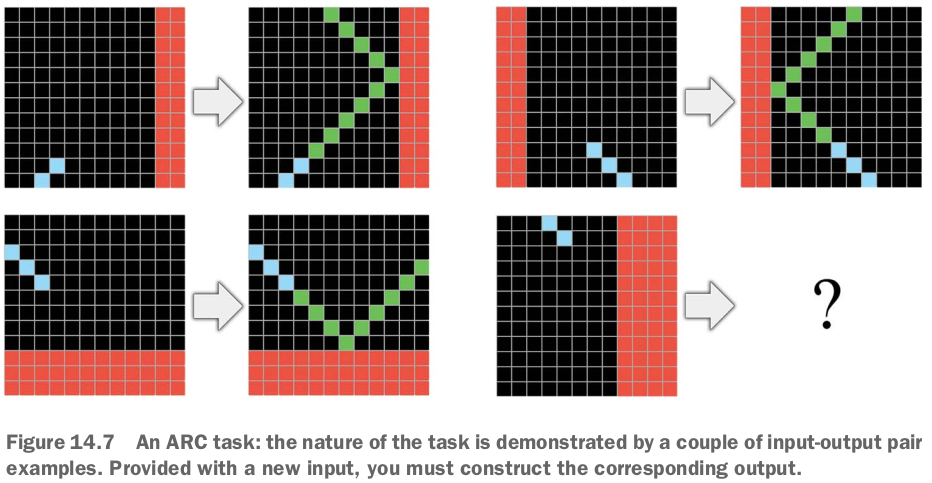 ?
Figure 14.7 An ARC task: the nature of the task is demonstrated by a couple of input-output pair
examples. Provided with a new input, you must construct the corresponding output.